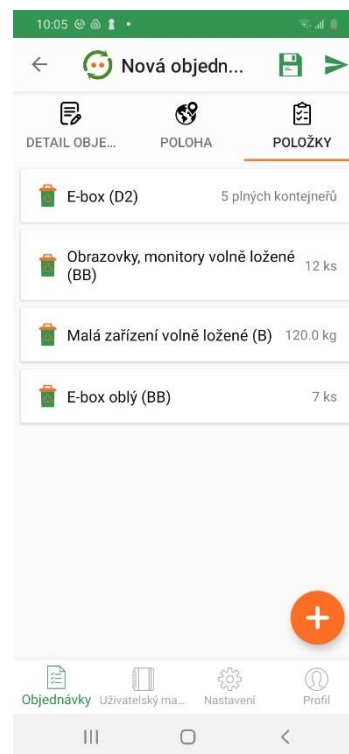 10:05
Nová objedn...
DETAIL OBJE...
POLOHA
POLOŽKY
E-box (D2)
5 plných kontejneřů
Obrazovky, monitory volně ložené
(BB)
12 ks
Malá zařízení volně ložené (B)
120.0 kg
E-box oblý (BB)
7 ks
Objednávky
Uživatelský ma...
Nastavení
Profil